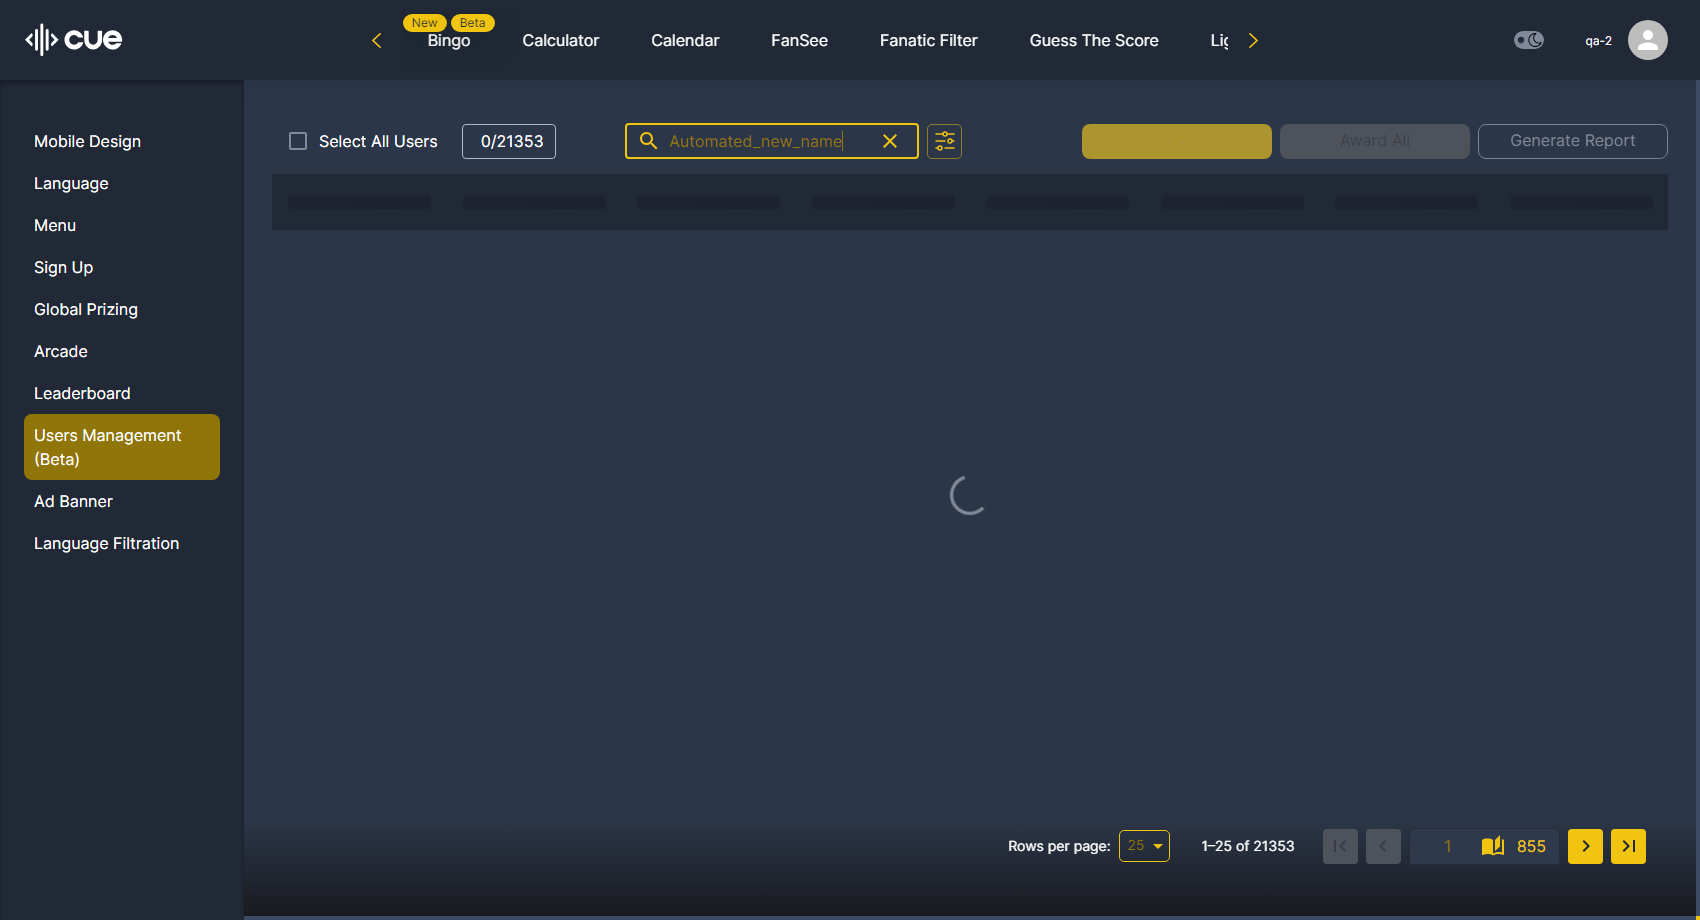 cue
New Beta
Bingo Calculator Calendar FanSee Fanatic Filter Guess The Score Lig
qa-2
Mobile Design
Language
Menu
Sign Up
Global Prizing
Arcade
Leaderboard
Users Management
(Beta)
Ad Banner
Language Filtration
Select All Users 0/21353 Automated_new_name Award All Generate Report
Rows per page: 25 1–25 of 21353 1 855